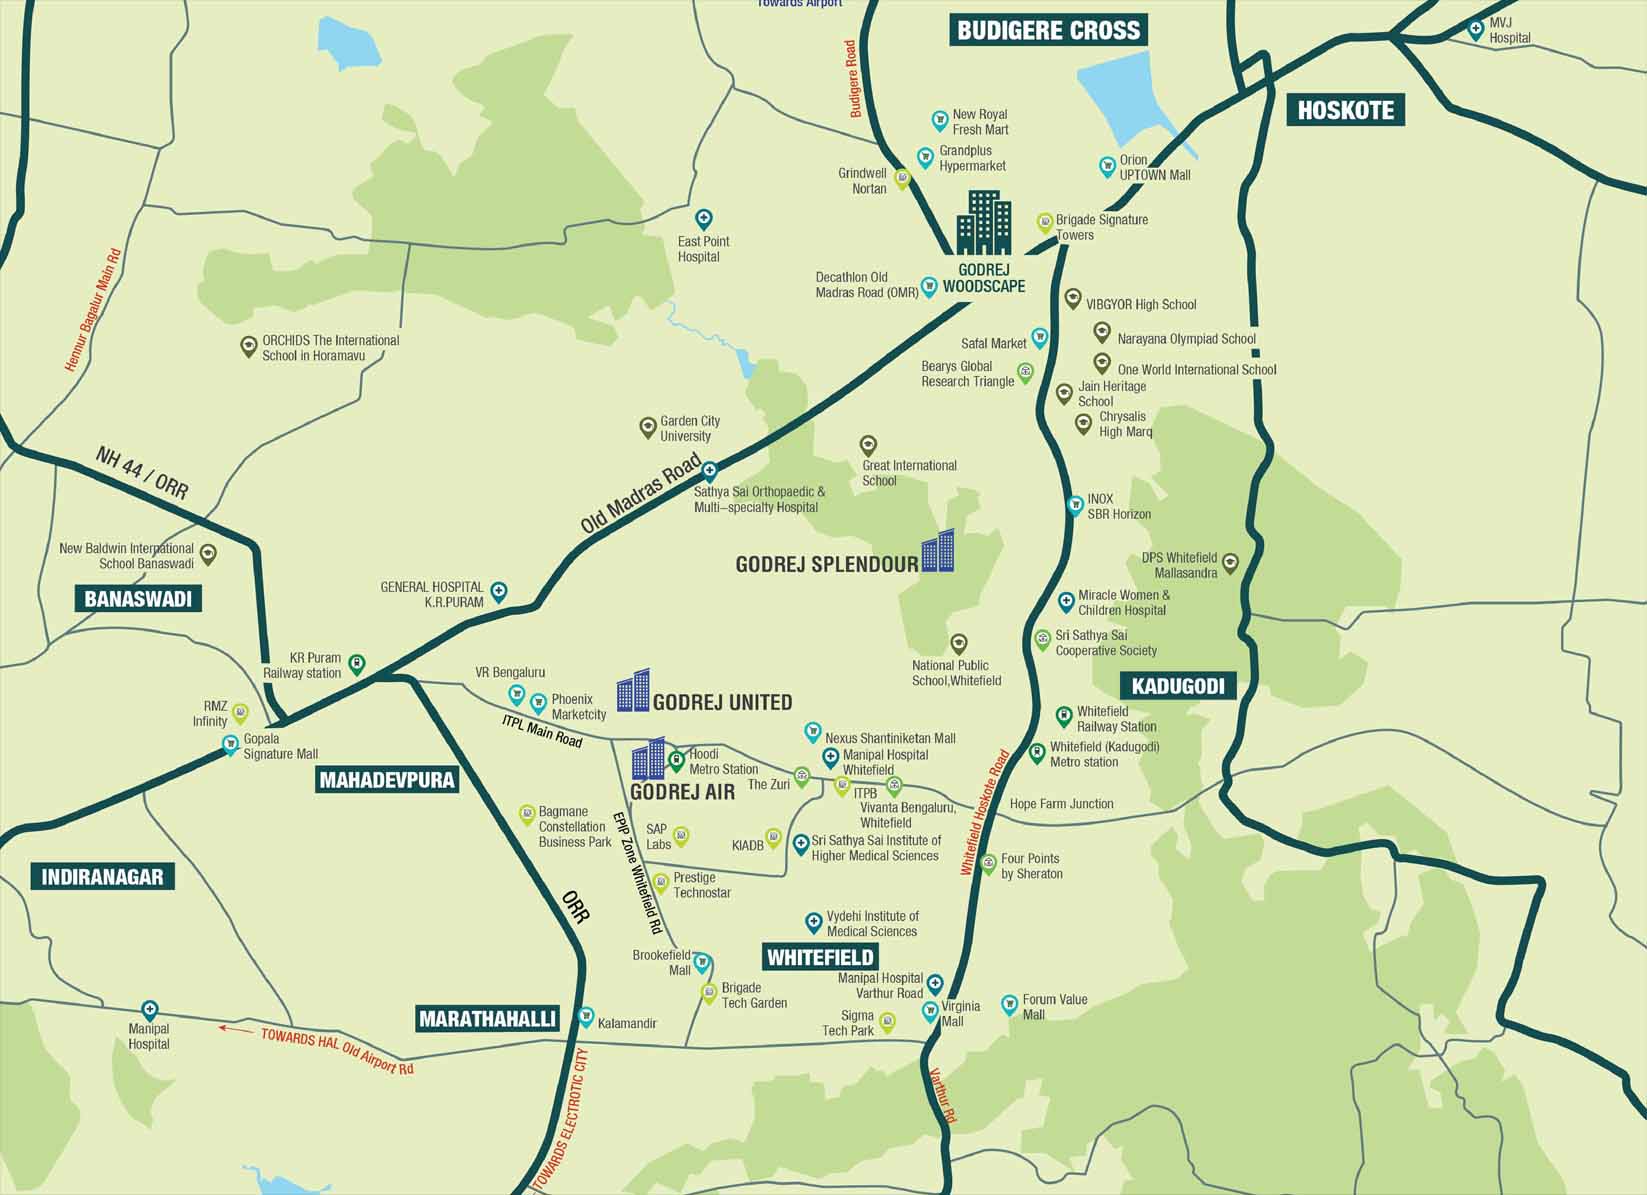 Towards Airport
BUDIGERE CROSS
MVJ
Hospital
Budigere Road
HOSKOTE
New Royal
Fresh Mart
Grandplus
Hypermarket
Grindwell
Nortan
Orion
UPTOWN Mall
East Point
Hospital
Brigade Signature
Towers
GODREJ
WOODSCAPE
Decathlon Old
Madras Road (OMR)
Hennur Bagalur Main Rd
VIBGYOR High School
ORCHIDS The International
School in Horamavu
Safal Market
Narayana Olympiad School
Bearys Global
Research Triangle
One World International School
Jain Heritage
School
Garden City
University
Chrysalis
High Marq
NH 44 / ORR
Old Madras Road
Great International
School
Sathya Sai Orthopaedic &
Multi-specialty Hospital
INOX
SBR Horizon
New Baldwin International
School Banaswadi
GODREJ SPLENDOUR
DPS Whitefield
Mallasandra
BANASWADI
GENERAL HOSPITAL
K.R.PURAM
Miracle Women &
Children Hospital
Sri Sathya Sai
Cooperative Society
KR Puram
Railway station
VR Bengaluru
National Public
School,Whitefield
KADUGODI
RMZ
Infinity
Phoenix
Marketcity
GODREJ UNITED
Whitefield
Railway Station
ITPL Main Road
Gopala
Signature Mall
Nexus Shantiniketan Mall
Manipal Hospital
Whitefield
Whitefield (Kadugodi)
Metro station
Hoodi
Metro Station
MAHADEVPURA
GODREJ AIR
The Zuri
ITPB
Vivanta Bengaluru,
Whitefield
Hope Farm Junction
Whitefield Hoskote Road
Bagmane
Constellation
Business Park
EPIP Zone Whitefield Rd
SAP
Labs
KIADB
Sri Sathya Sai Institute of
Higher Medical Sciences
Four Points
by Sheraton
INDIRANAGAR
Prestige
Technostar
ORR
Vydehi Institute of
Medical Sciences
WHITEFIELD
Brookefield
Mall
Manipal Hospital
Varthur Road
Brigade
Tech Garden
Virginia
Mall
Forum Value
Mall
MARATHAHALLI
Kalamandir
Sigma
Tech Park
Manipal
Hospital
TOWARDS HAL Old Airport Rd
TOWARDS ELECTROTIC CITY
Varthur Rd